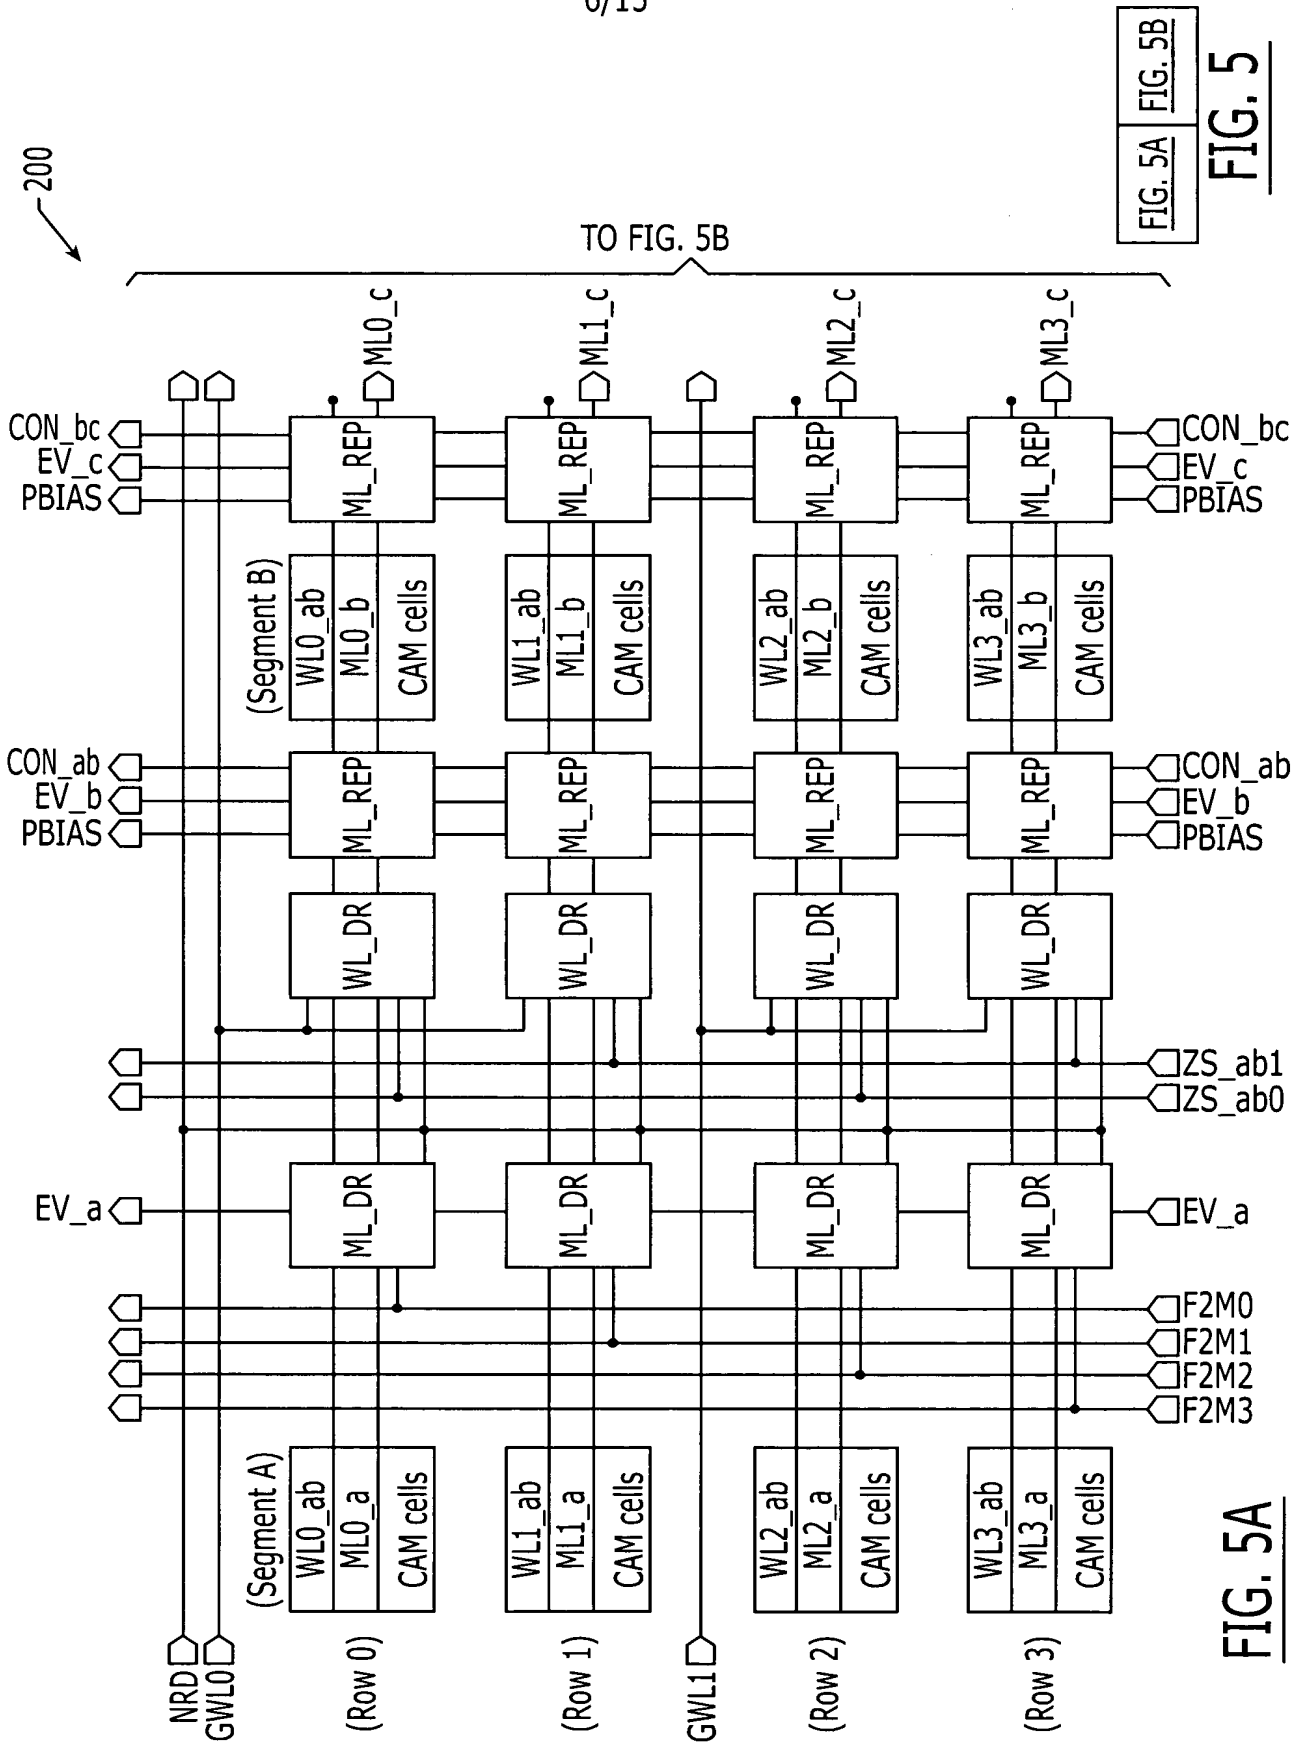 6/15
200
FIG. 5A
FIG. 5B
FIG. 5
TO FIG. 5B
CON_bc
EV_c
PBIAS
CON_ab
EV_b
PBIAS
EV_a
NRD
GWL0
GWL1
(Segment A)
(Segment B)
(Row 0)
WL0_ab
ML0_a
CAM cells
ML_DR
WL_DR
ML_REP
WL0_ab
ML0_b
CAM cells
ML_REP
ML0_c
(Row 1)
WL1_ab
ML1_a
CAM cells
ML_DR
WL_DR
ML_REP
WL1_ab
ML1_b
CAM cells
ML_REP
ML1_c
(Row 2)
WL2_ab
ML2_a
CAM cells
ML_DR
WL_DR
ML_REP
WL2_ab
ML2_b
CAM cells
ML_REP
ML2_c
(Row 3)
WL3_ab
ML3_a
CAM cells
ML_DR
WL_DR
ML_REP
WL3_ab
ML3_b
CAM cells
ML_REP
ML3_c
CON_bc
EV_c
PBIAS
CON_ab
EV_b
PBIAS
ZS_ab1
ZS_ab0
EV_a
F2M0
F2M1
F2M2
F2M3
FIG. 5A